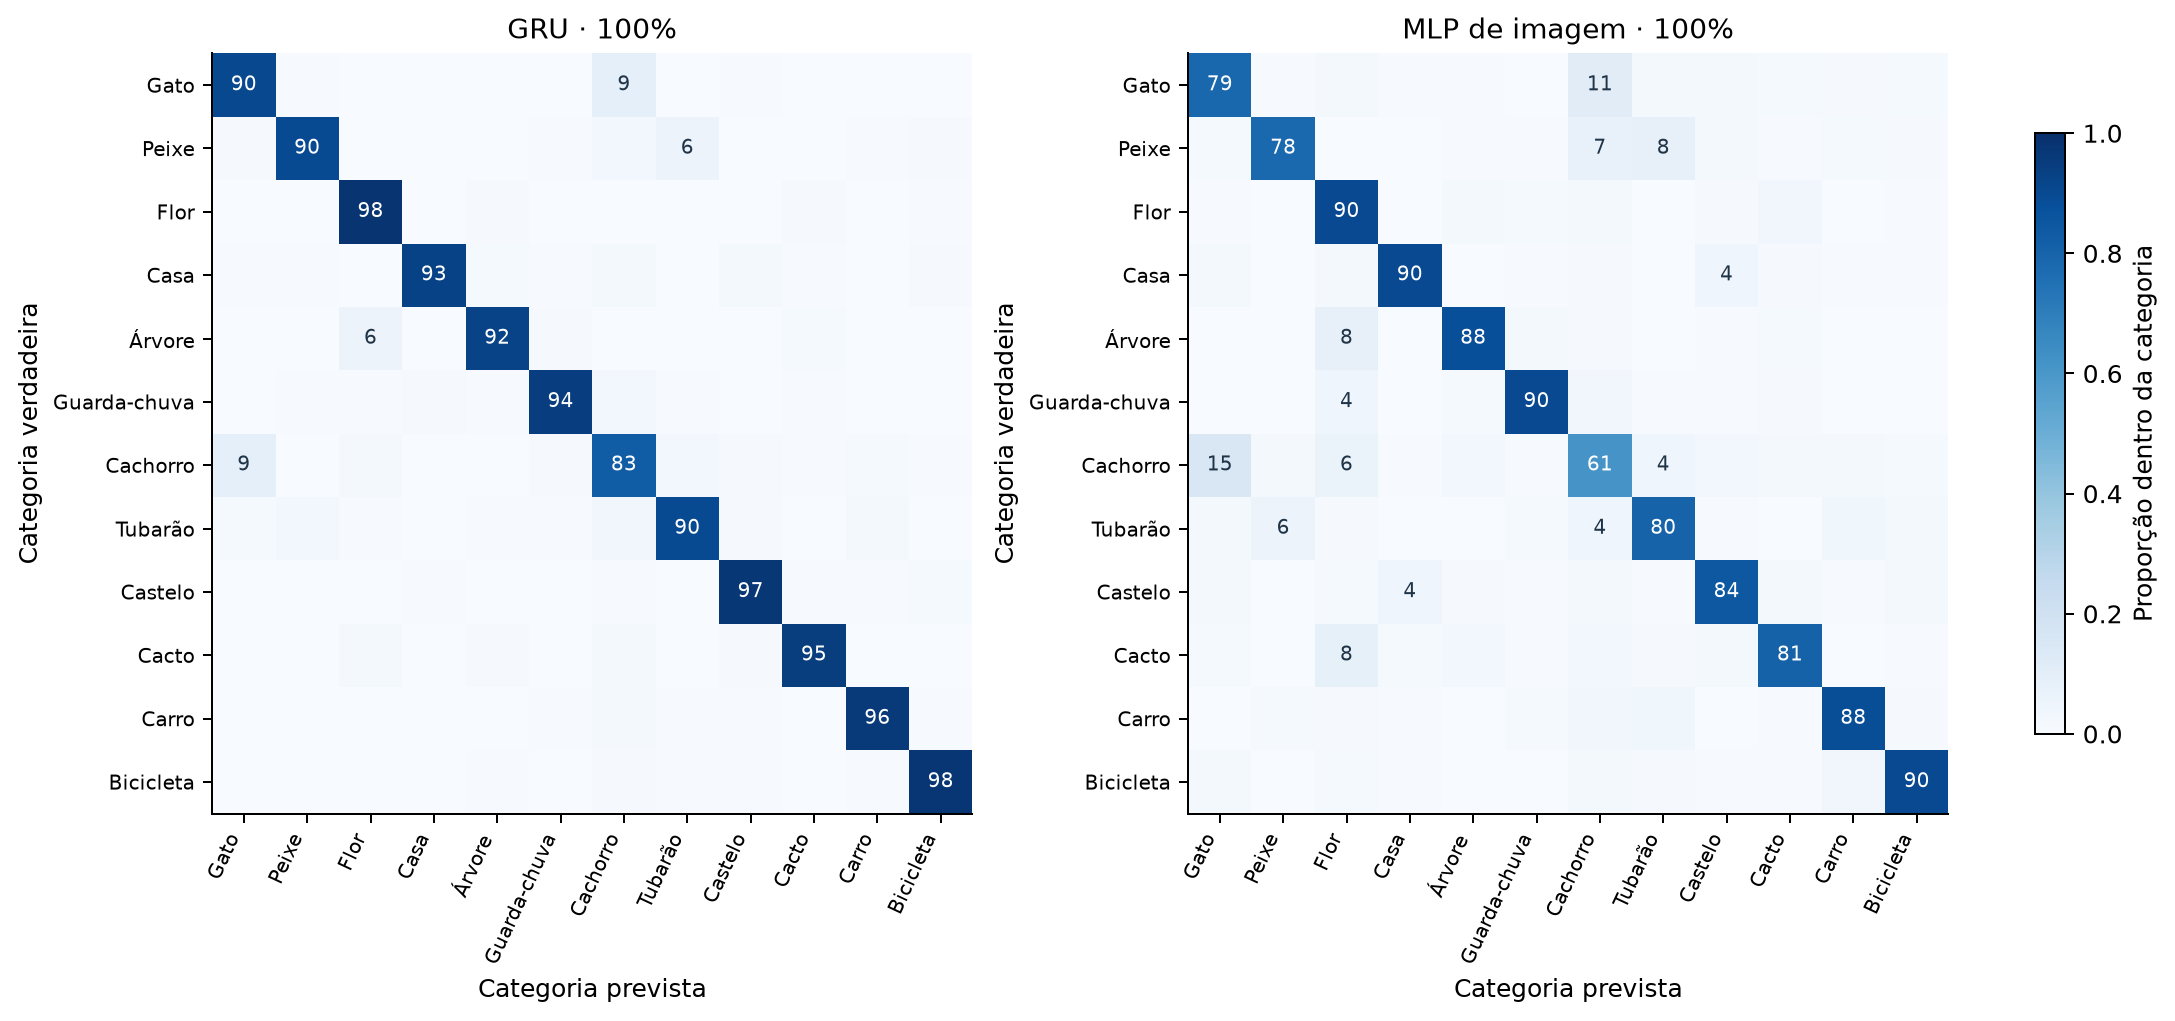 GRU · 100%
Categoria verdadeira
Gato 90 9
Peixe 90 6
Flor 98
Casa 93
Árvore 6 92
Guarda-chuva 94
Cachorro 9 83
Tubarão 90
Castelo 97
Cacto 95
Carro 96
Bicicleta 98
Gato Peixe Flor Casa Árvore Guarda-chuva Cachorro Tubarão Castelo Cacto Carro Bicicleta
Categoria prevista
MLP de imagem · 100%
Categoria verdadeira
Gato 79 11
Peixe 78 7 8
Flor 90
Casa 90 4
Árvore 8 88
Guarda-chuva 4 90
Cachorro 15 6 61 4
Tubarão 6 4 80
Castelo 4 84
Cacto 8 81
Carro 88
Bicicleta 90
Gato Peixe Flor Casa Árvore Guarda-chuva Cachorro Tubarão Castelo Cacto Carro Bicicleta
Categoria prevista
1.0
0.8
0.6
0.4
0.2
0.0
Proporção dentro da categoria